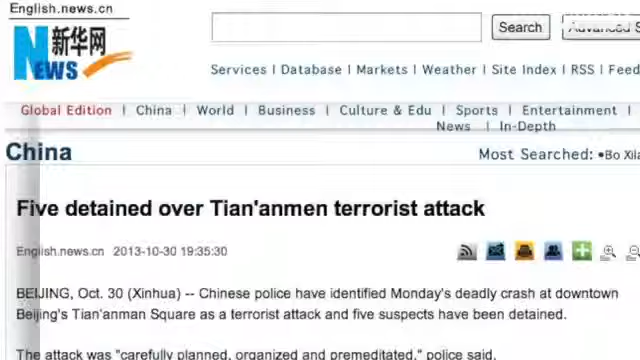 English.news.cn
新华网
NEWS
Search
Advanced S
Services | Database | Markets | Weather | Site Index | RSS | Feed
Global Edition | China | World | Business | Culture & Edu | Sports | Entertainment |
News | In-Depth
China
Most Searched: •Bo Xila
Five detained over Tian'anmen terrorist attack
English.news.cn 2013-10-30 19:35:30
BEIJING, Oct. 30 (Xinhua) -- Chinese police have identified Monday's deadly crash at downtown
Beijing's Tian'anman Square as a terrorist attack and five suspects have been detained.
The attack was "carefully planned, organized and premeditated," police said.